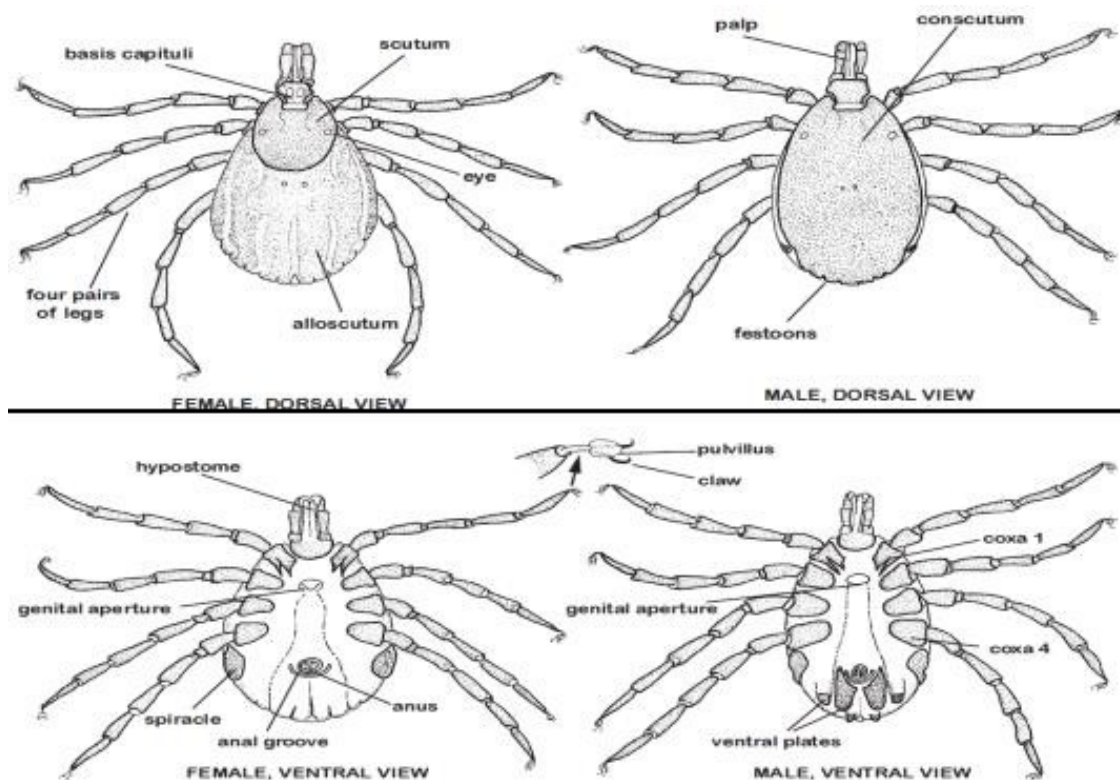 basis capituli
scutum
eye
four pairs
of legs
alloscutum
FEMALE, DORSAL VIEW
palp
conscutum
festoons
MALE, DORSAL VIEW
hypostome
pulvillus
claw
genital aperture
spiracle
anus
anal groove
FEMALE, VENTRAL VIEW
coxa 1
genital aperture
coxa 4
ventral plates
MALE, VENTRAL VIEW